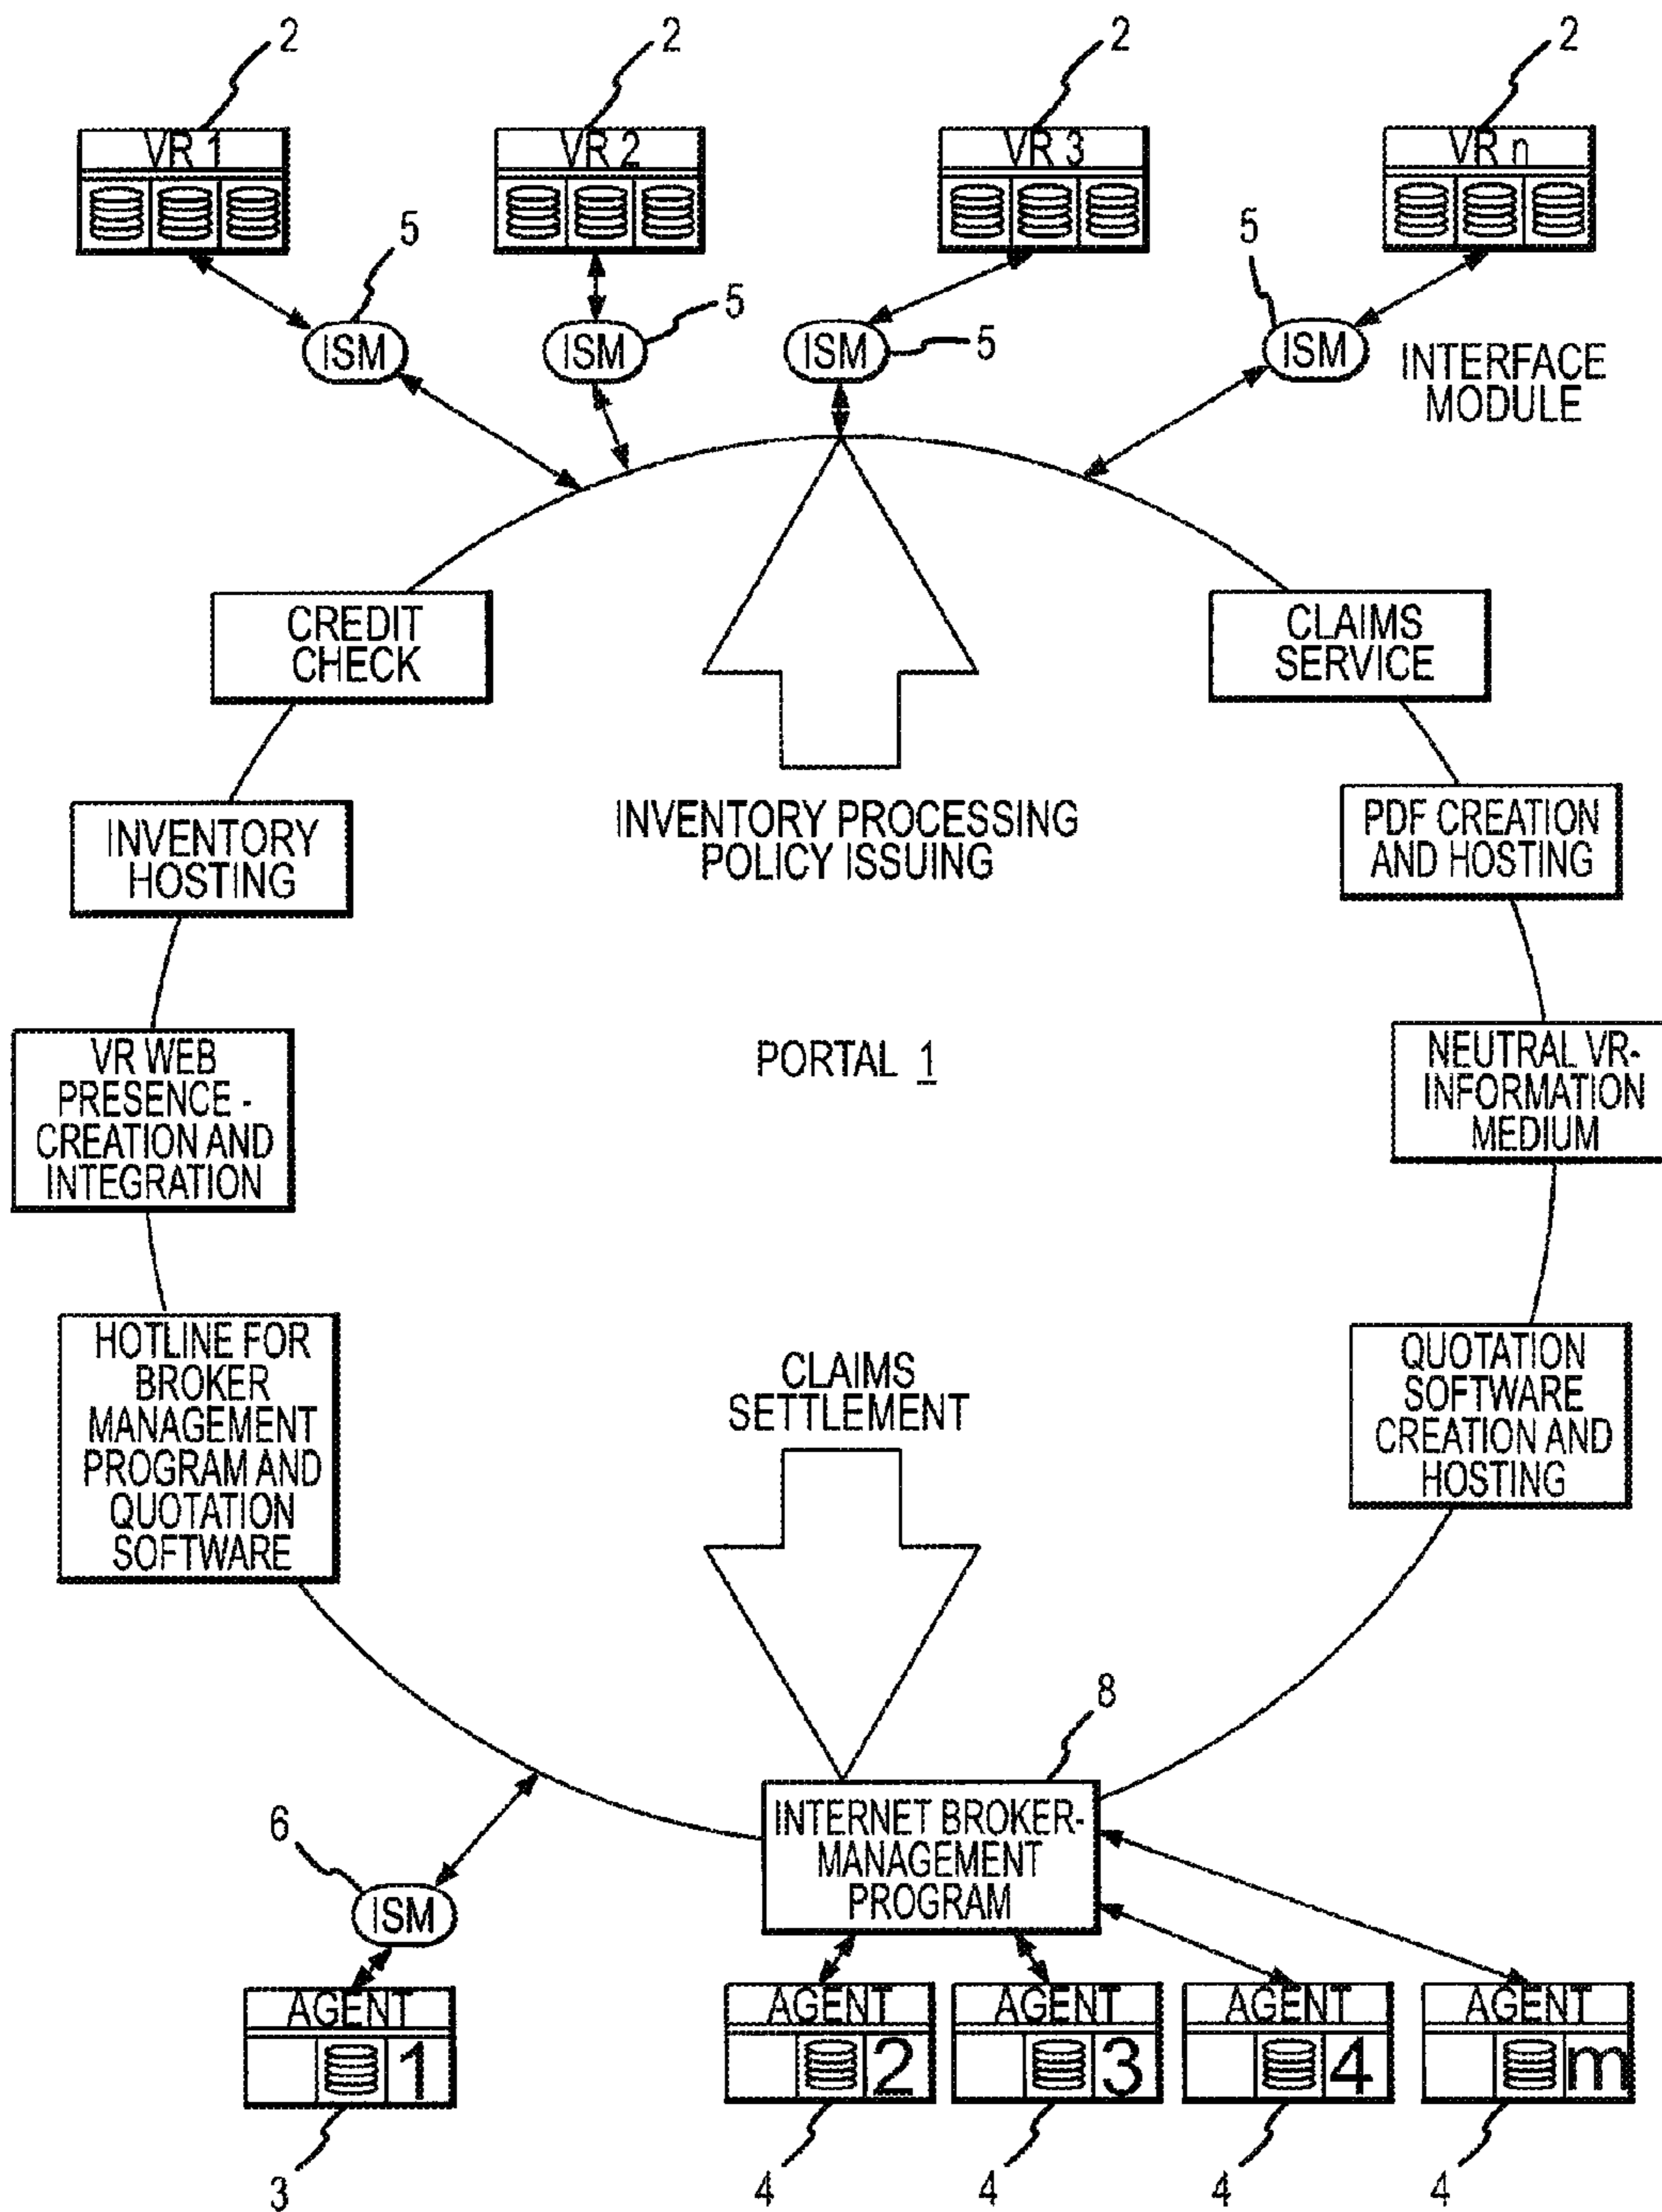 2
2
2
2
VR 1
VR 2
VR 3
VR n
5
5
5
5
ISM
ISM
ISM
ISM
INTERFACE
MODULE
CREDIT
CHECK
CLAIMS
SERVICE
INVENTORY
HOSTING
INVENTORY PROCESSING
POLICY ISSUING
PDF CREATION
AND HOSTING
VR WEB
PRESENCE -
CREATION AND
INTEGRATION
PORTAL 1
NEUTRAL VR-
INFORMATION
MEDIUM
HOTLINE FOR
BROKER
MANAGEMENT
PROGRAM AND
QUOTATION
SOFTWARE
CLAIMS
SETTLEMENT
QUOTATION
SOFTWARE
CREATION AND
HOSTING
8
INTERNET BROKER-
MANAGEMENT
PROGRAM
6
ISM
AGENT
1
AGENT
2
AGENT
3
AGENT
4
AGENT
m
3
4
4
4
4